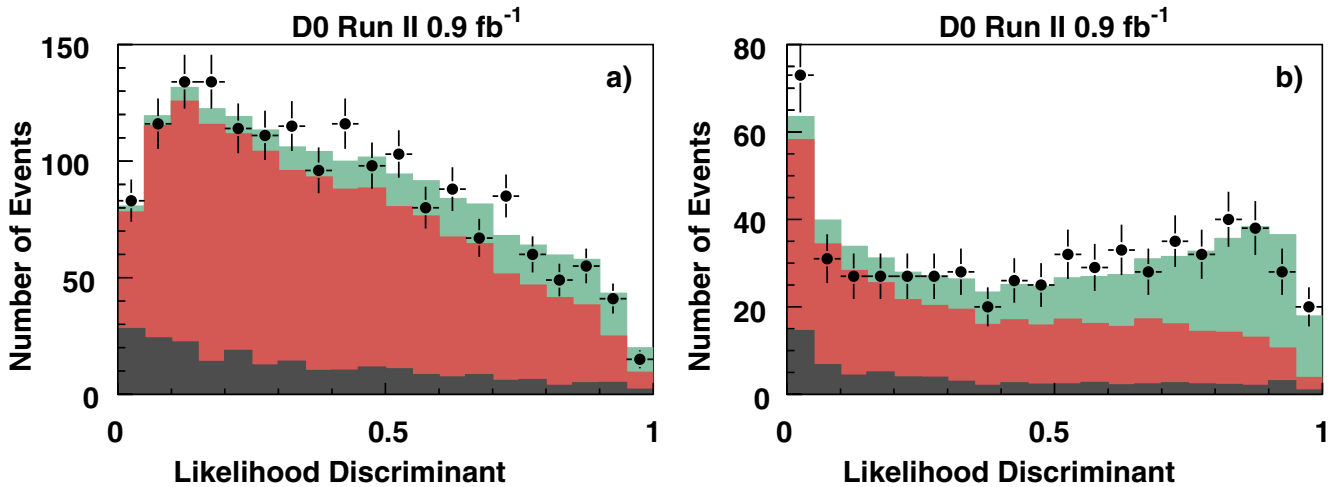 D0 Run II 0.9 fb⁻¹
a)
150
100
50
0
Number of Events
0
0.5
1
Likelihood Discriminant
D0 Run II 0.9 fb⁻¹
b)
80
60
40
20
0
Number of Events
0
0.5
1
Likelihood Discriminant